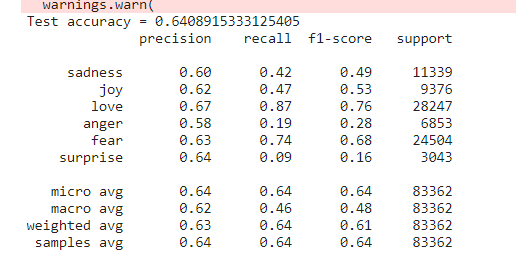 warnings.warn(
Test accuracy = 0.6408915333125405
precision recall f1-score support
sadness 0.60 0.42 0.49 11339
joy 0.62 0.47 0.53 9376
love 0.67 0.87 0.76 28247
anger 0.58 0.19 0.28 6853
fear 0.63 0.74 0.68 24504
surprise 0.64 0.09 0.16 3043
micro avg 0.64 0.64 0.64 83362
macro avg 0.62 0.46 0.48 83362
weighted avg 0.63 0.64 0.61 83362
samples avg 0.64 0.64 0.64 83362